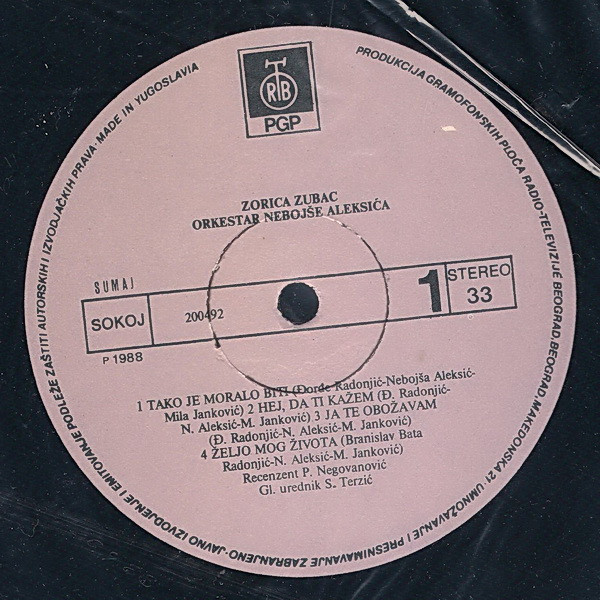 RTB
PGP
MADE IN YUGOSLAVIA
PRODUKCIJA GRAMOFONSKIH PLOČA RADIO-TELEVIZIJE BEOGRAD. BEOGRAD, MAKEDONSKA 21 · UMNOŽAVANJE I PRESNIMAVANJE ZABRANJENO · JAVNO IZVODJENJE I EMITOVANJE PODLEŽE ZAŠTITI AUTORSKIH I IZVODJAČKIH PRAVA ·
ZORICA ZUBAC
ORKESTAR NEBOJŠE ALEKSIĆA
SUMAJ
SOKOJ 200492 1 STEREO
33
P 1988
1 TAKO JE MORALO BITI (Đorđe Radonjić-Nebojša Aleksić-
Mila Janković) 2 HEJ, DA TI KAŽEM (Đ. Radonjić-
N. Aleksić-M. Janković) 3 JA TE OBOŽAVAM
(Đ. Radonjić-N. Aleksić-M. Janković)
4 ŽELJO MOG ŽIVOTA (Branislav Bata
Radonjić-N. Aleksić-M. Janković)
Recenzent P. Negovanović
Gl. urednik S. Terzić